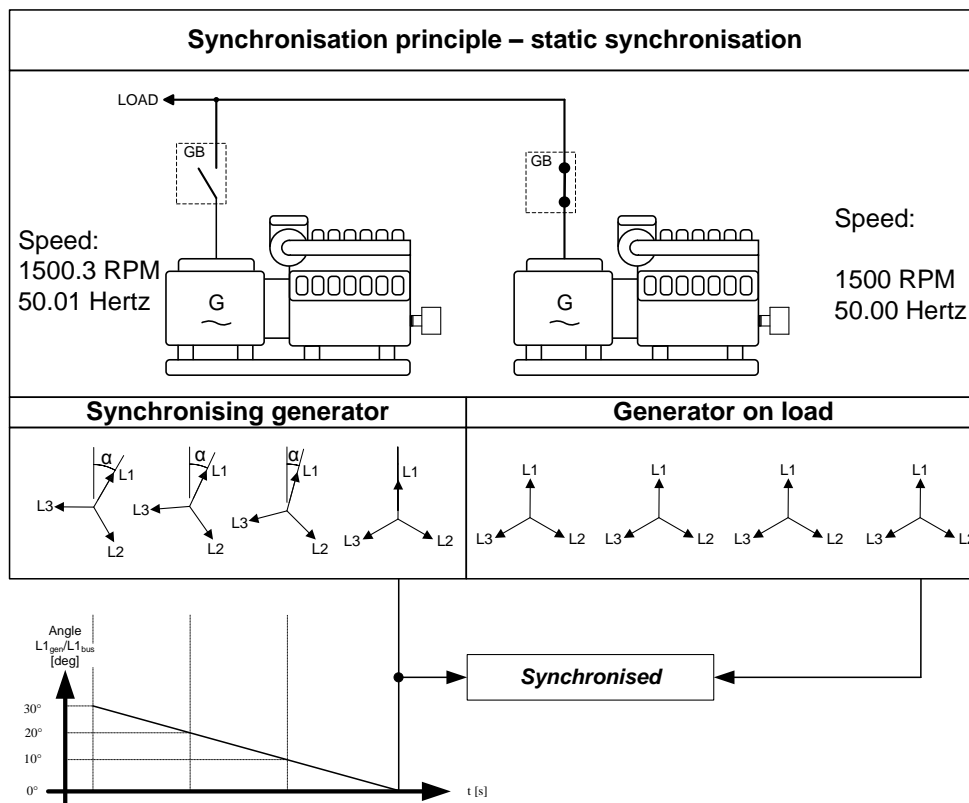 Synchronisation principle – static synchronisation
LOAD
GB
GB
Speed:
1500.3 RPM
50.01 Hertz
Speed:
1500 RPM
50.00 Hertz
G
G
Synchronising generator
Generator on load
α
L1
L3
L2
α
L1
L3
L2
α
L1
L3
L2
L1
L3
L2
L1
L3
L2
L1
L3
L2
L1
L3
L2
L1
L3
L2
Angle
L1gen/L1bus
[deg]
Synchronised
30°
20°
10°
0°
t [s]